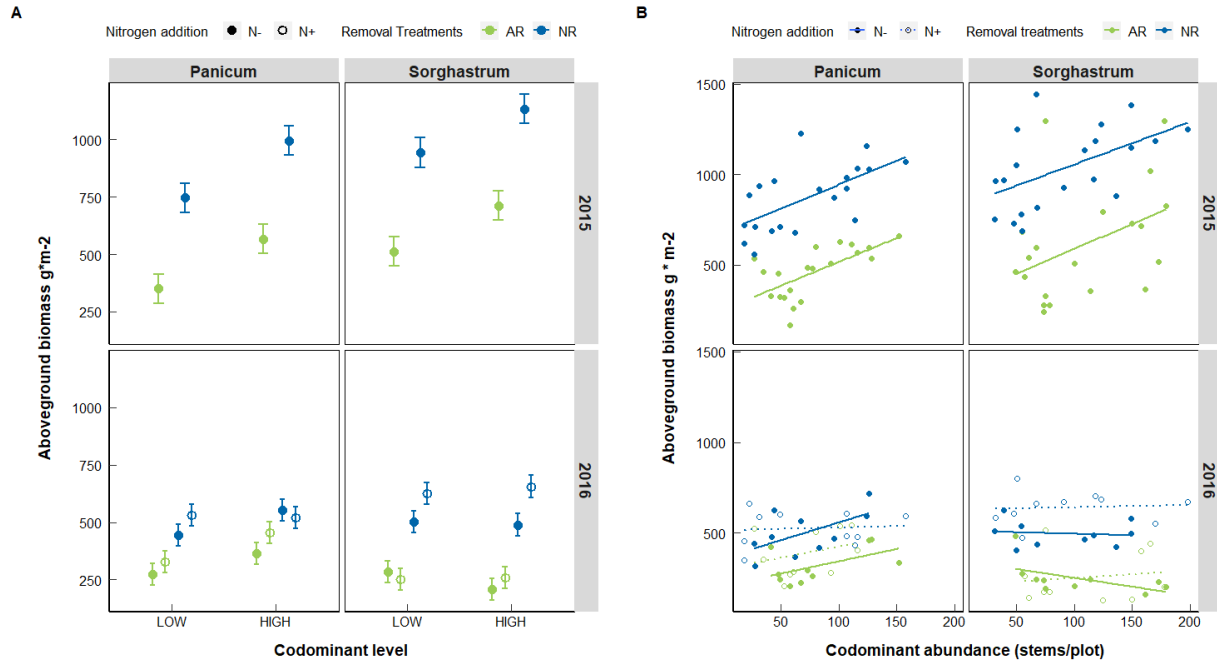 A
Nitrogen addition N- N+ Removal Treatments AR NR
Panicum Sorghastrum
1000
750
500
250
2015
1000
750
500
250
2016
LOW HIGH LOW HIGH
Codominant level
Aboveground biomass g*m-2
B
Nitrogen addition N- N+ Removal treatments AR NR
Panicum Sorghastrum
1500
1000
500
2015
1500
1000
500
2016
50 100 150 200 50 100 150 200
Codominant abundance (stems/plot)
Aboveground biomass g * m-2